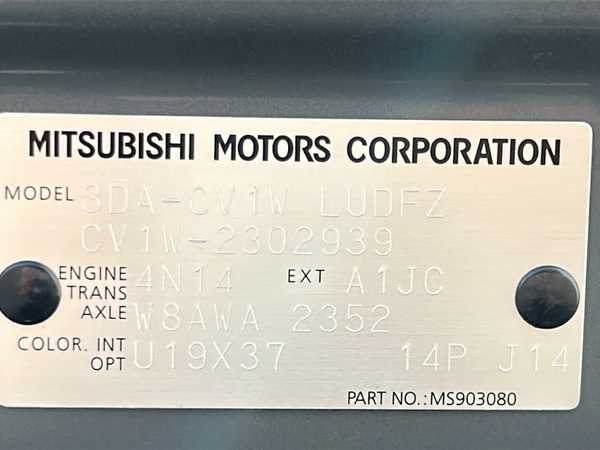 MITSUBISHI MOTORS CORPORATION
MODEL 3DA-CV1W LUDFZ
CV1W-2302939
ENGINE 4N14 EXT A1JC
TRANS
AXLE W8AWA 2352
COLOR. INT U19X37 14P J14
OPT
PART NO.:MS903080